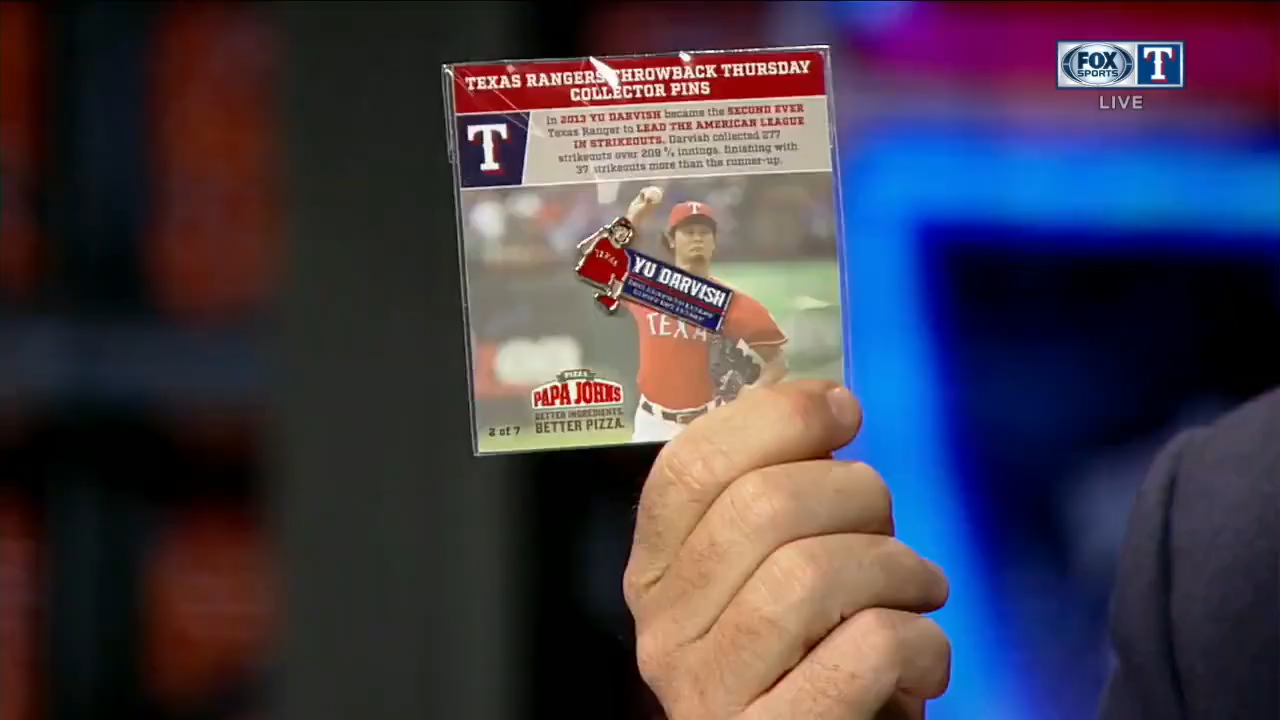 FOX
SPORTS
T
LIVE
TEXAS RANGERS THROWBACK THURSDAY
COLLECTOR PINS
T
In 2013 YU DARVISH became the SECOND EVER
Texas Ranger to LEAD THE AMERICAN LEAGUE
IN STRIKEOUTS. Darvish collected 277
strikeouts over 209 ⅔ innings, finishing with
37 strikeouts more than the runner-up.
T
TEXAS
YU DARVISH
TEXA
PIZZA
PAPA JOHNS
BETTER INGREDIENTS.
BETTER PIZZA.
2 of 7